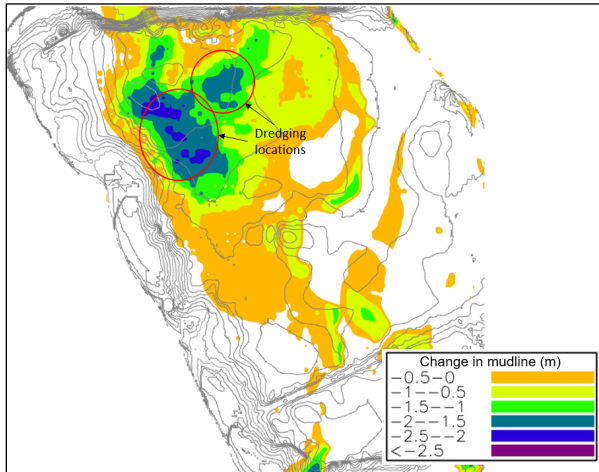 Dredging
locations
Change in mudline (m)
-0.5-0
-1--0.5
-1.5--1
-2--1.5
-2.5--2
<-2.5